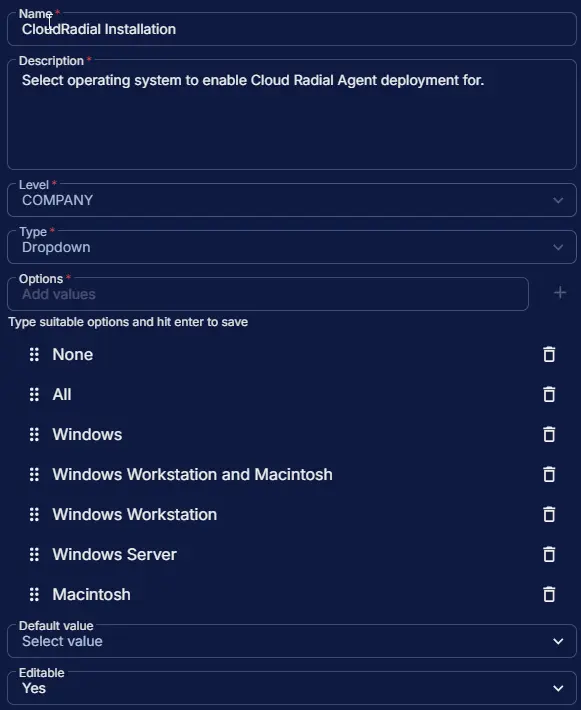 Name *
CloudRadial Installation
Description *
Select operating system to enable Cloud Radial Agent deployment for.
Level *
COMPANY
Type *
Dropdown
Options *
Add values
Type suitable options and hit enter to save
None
All
Windows
Windows Workstation and Macintosh
Windows Workstation
Windows Server
Macintosh
Default value
Select value
Editable
Yes